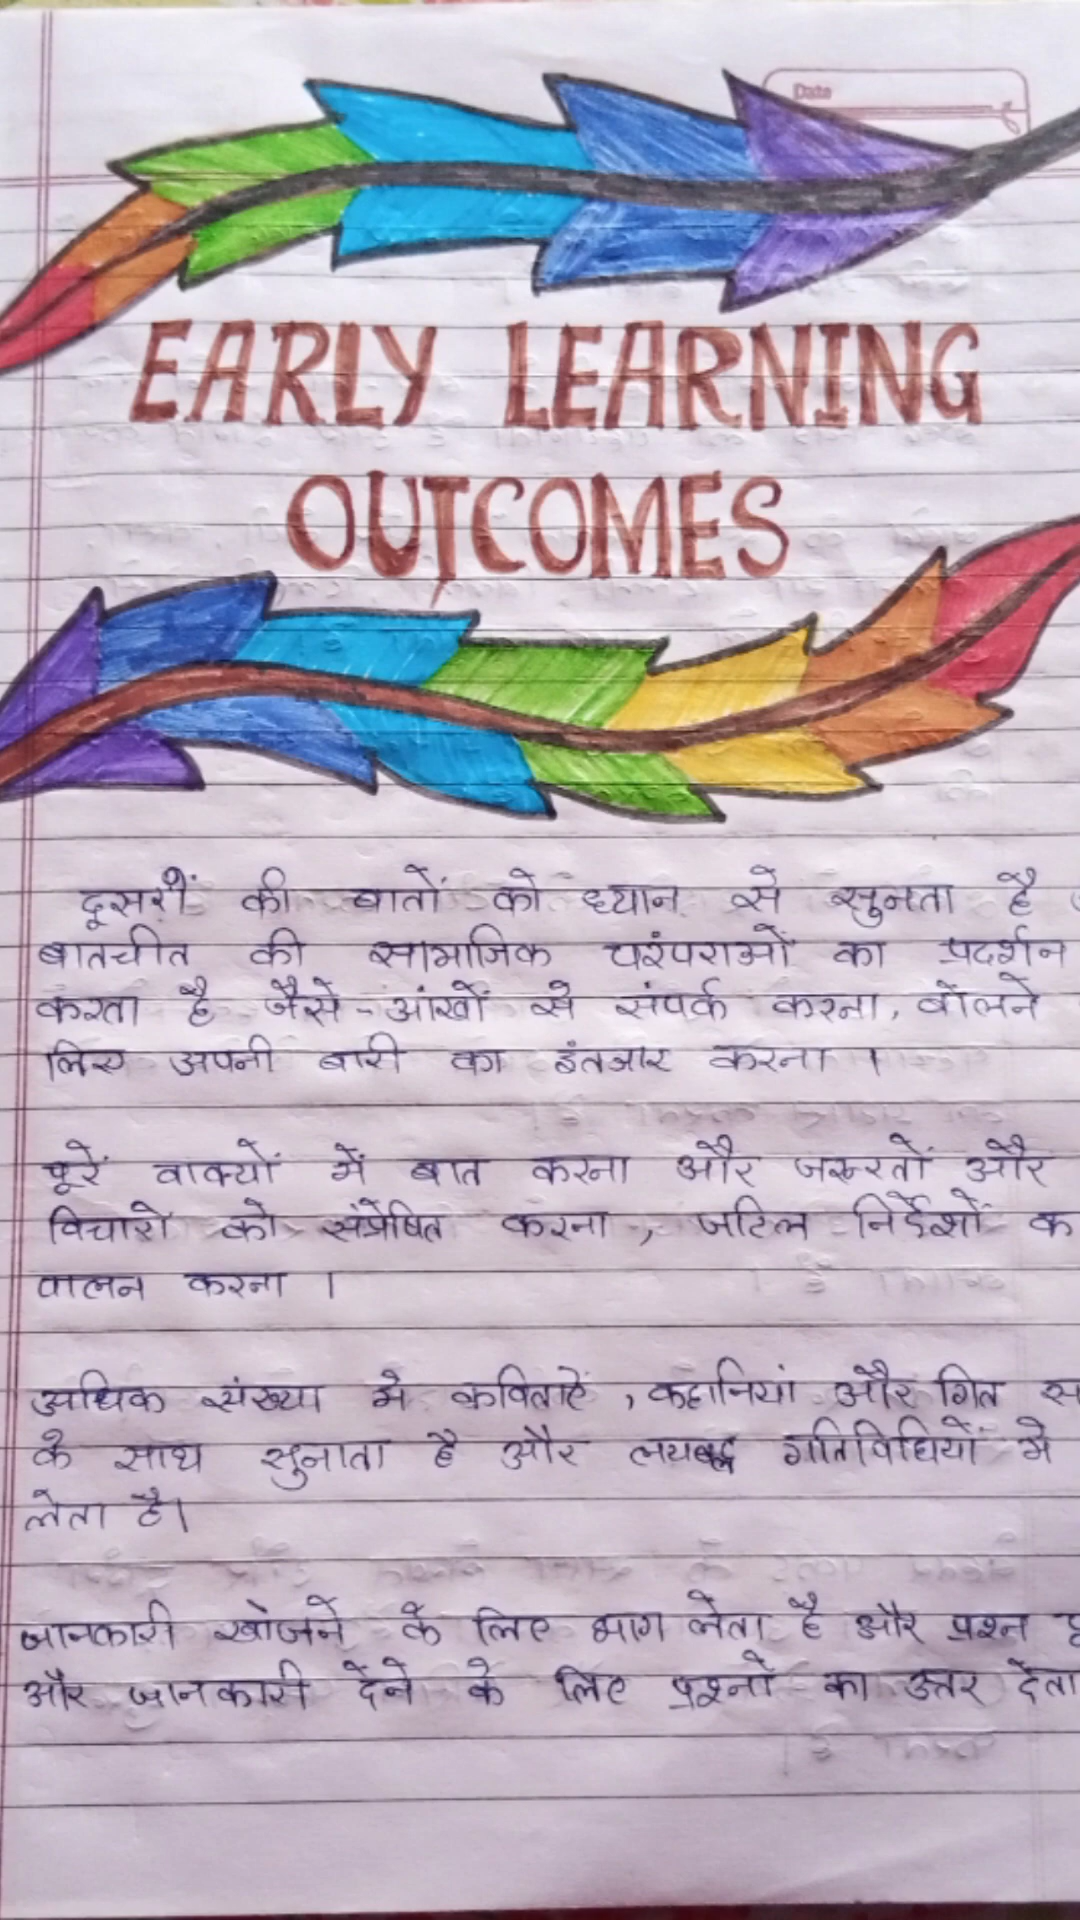 Date
EARLY LEARNING
OUTCOMES
दूसरों की बातों को ध्यान से सुनता है
बातचीत की सामाजिक परंपराओं का प्रदर्शन
करता है जैसे - आंखों से संपर्क करना, बोलने
लिए अपनी बारी का इंतजार करना ।
पूरें वाक्यों में बात करना और जरूरतों और
विचारो को संप्रेषित करना , जटिल निर्देशों क
पालन करना ।
अधिक संख्या मे कविताऐं , कहानियां और गित स
के साथ सुनाता है और लयबद्ध गतिविधियों मे
लेता है।
जानकारी खोजने के लिए भाग लेता है और प्रश्न
और जानकारी देंने के लिए प्रश्नों का उत्तर देता